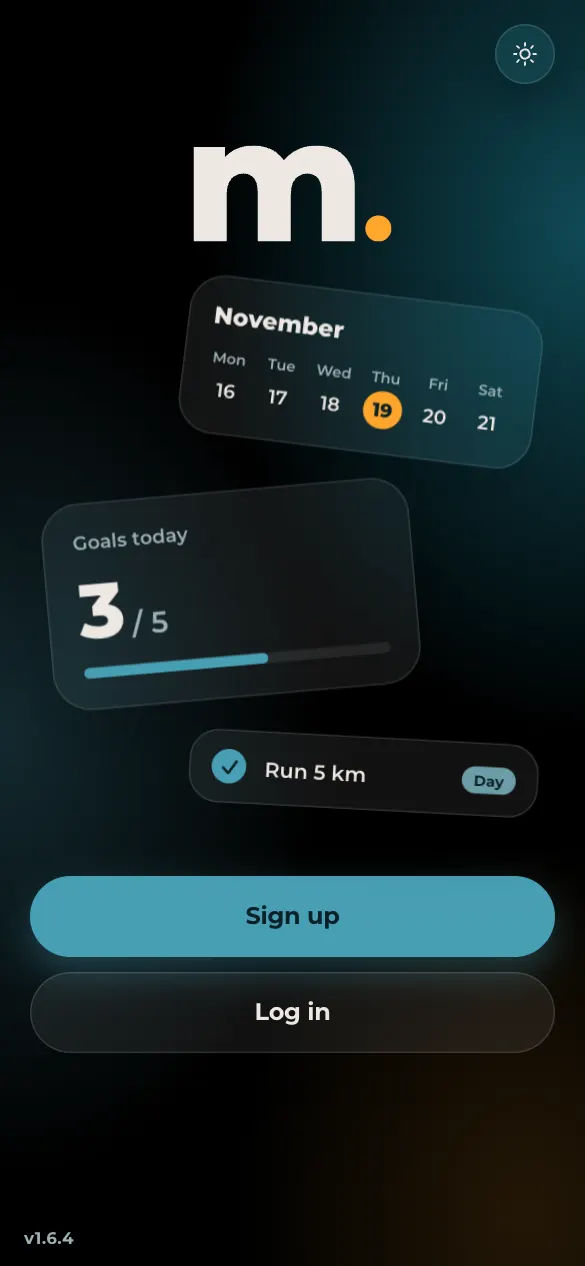 m.
November
Mon Tue Wed Thu Fri Sat
16 17 18 19 20 21
Goals today
3 / 5
Run 5 km Day
Sign up
Log in
v1.6.4